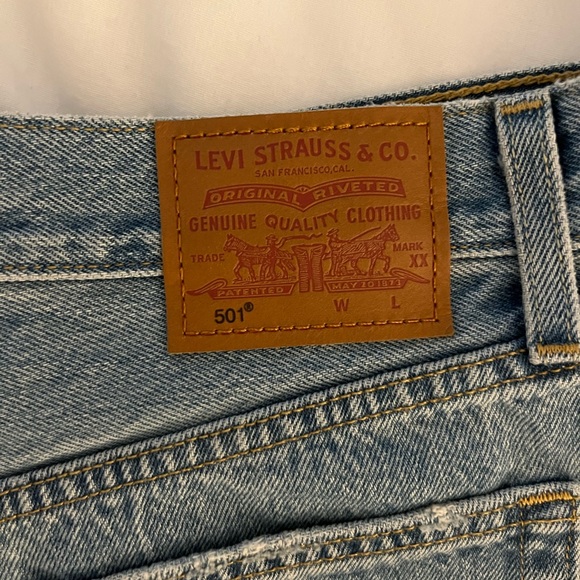 LEVI STRAUSS & CO.
SAN FRANCISCO, CAL.
ORIGINAL RIVETED
GENUINE QUALITY CLOTHING
TRADE MARK
XX
PATENTED MAY 20 1873
501® W L